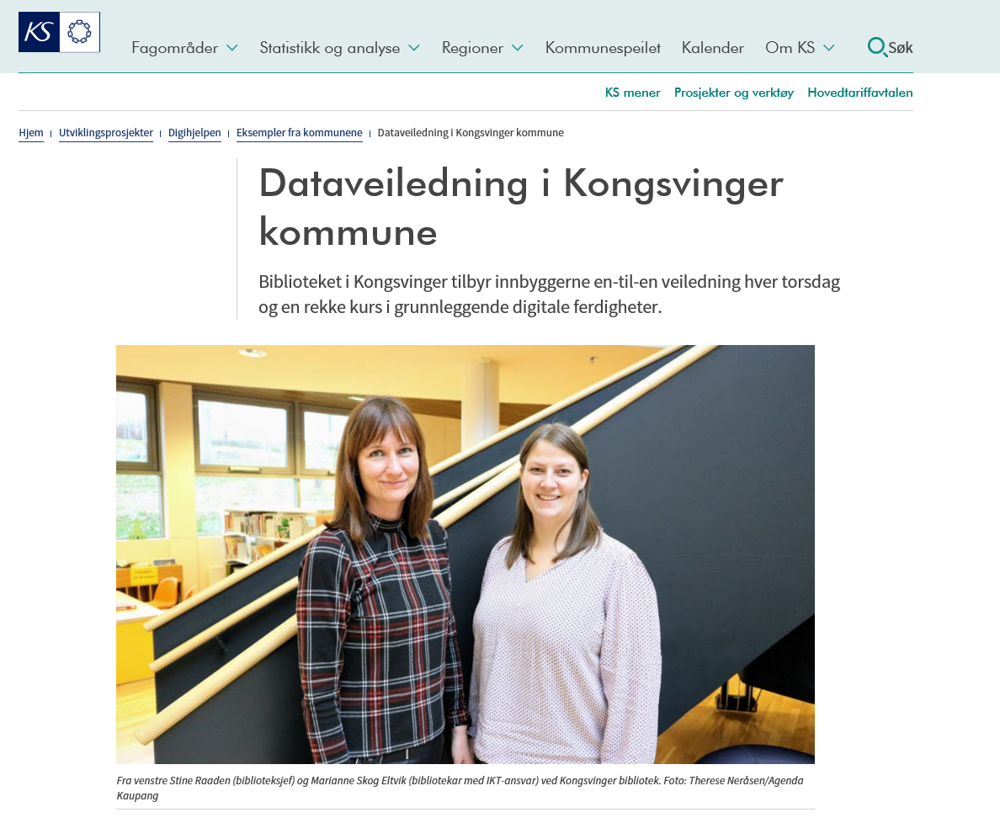 KS
Fagområder
Statistikk og analyse
Regioner
Kommunespeilet
Kalender
Om KS
Søk
KS mener
Prosjekter og verktøy
Hovedtariffavtalen
Hjem
Utviklingsprosjekter
Digihjelpen
Eksempler fra kommunene
Dataveiledning i Kongsvinger kommune
Dataveiledning i Kongsvinger
kommune
Biblioteket i Kongsvinger tilbyr innbyggerne en-til-en veiledning hver torsdag
og en rekke kurs i grunnleggende digitale ferdigheter.
Fra venstre Stine Raaden (biblioteksjef) og Marianne Skog Eltvik (bibliotekar med IKT-ansvar) ved Kongsvinger bibliotek. Foto: Therese Neråsen/Agenda
Kaupang